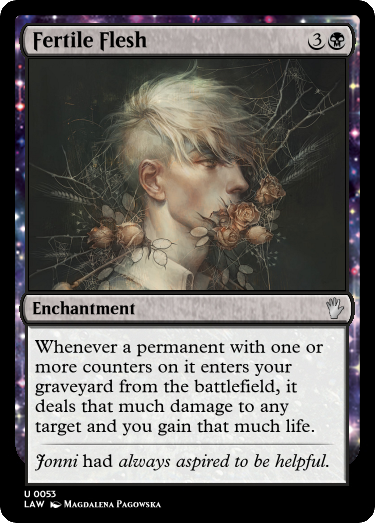 Fertile Flesh 3
Enchantment
Whenever a permanent with one or
more counters on it enters your
graveyard from the battlefield, it
deals that much damage to any
target and you gain that much life.
Jonni had always aspired to be helpful.
U 0053
LAW Magdalena Pagowska